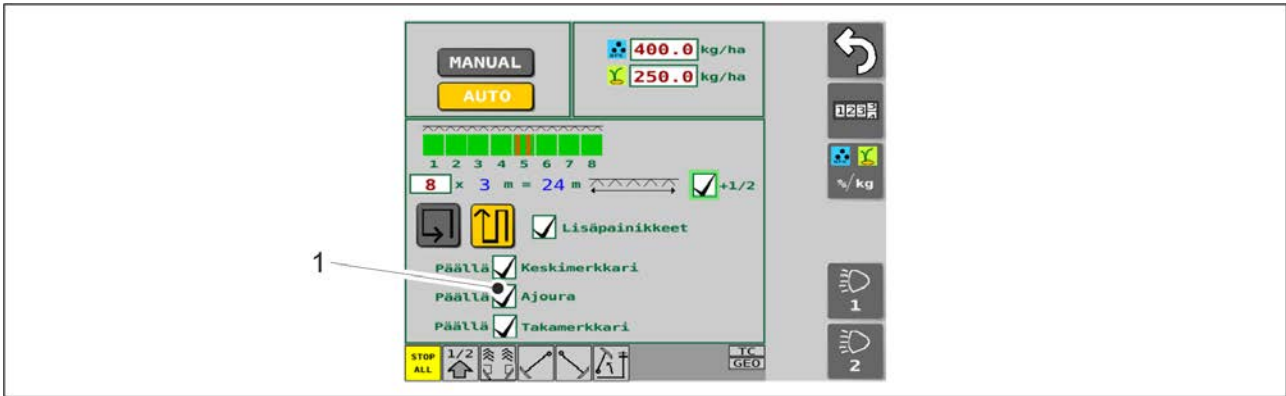 MANUAL
AUTO
400.0 kg/ha
250.0 kg/ha
1 2 3 4 5 6 7 8
8 x 3 m = 24 m +1/2
Lisäpainikkeet
Päällä Keskimerkkari
1
Päällä Ajoura
Päällä Takamerkkari
STOP
ALL
1/2
TC
GEO
%/kg
1
2